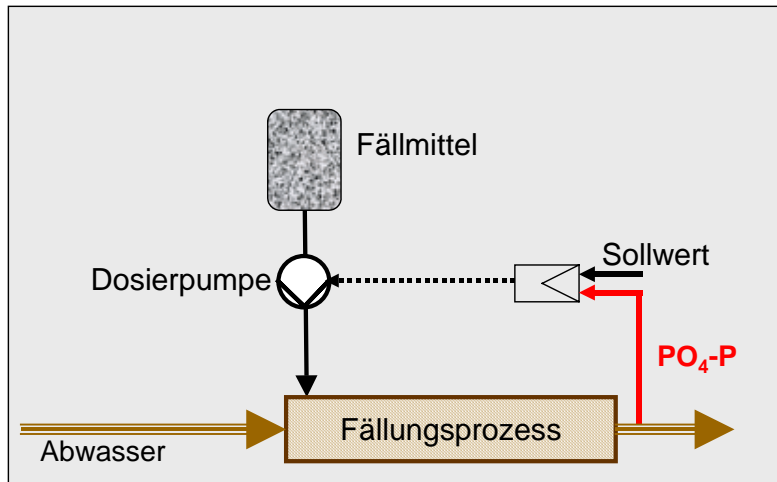 Fällmittel
Sollwert
Dosierpumpe
PO₄-P
Fällungsprozess
Abwasser